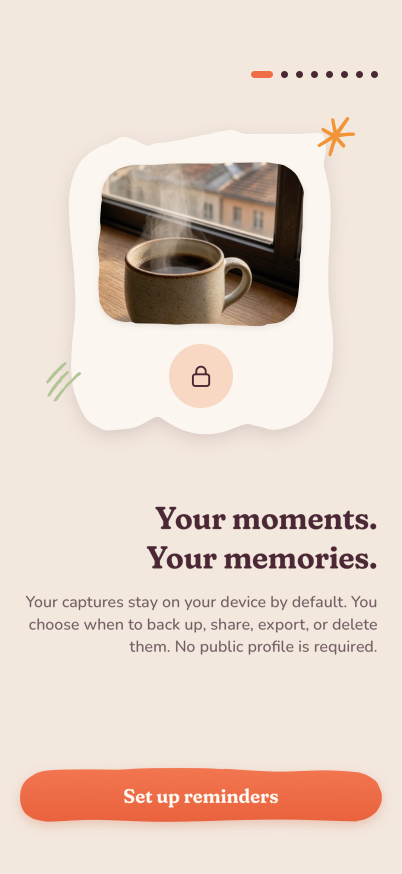 Your moments.
Your memories.
Your captures stay on your device by default. You
choose when to back up, share, export, or delete
them. No public profile is required.
Set up reminders